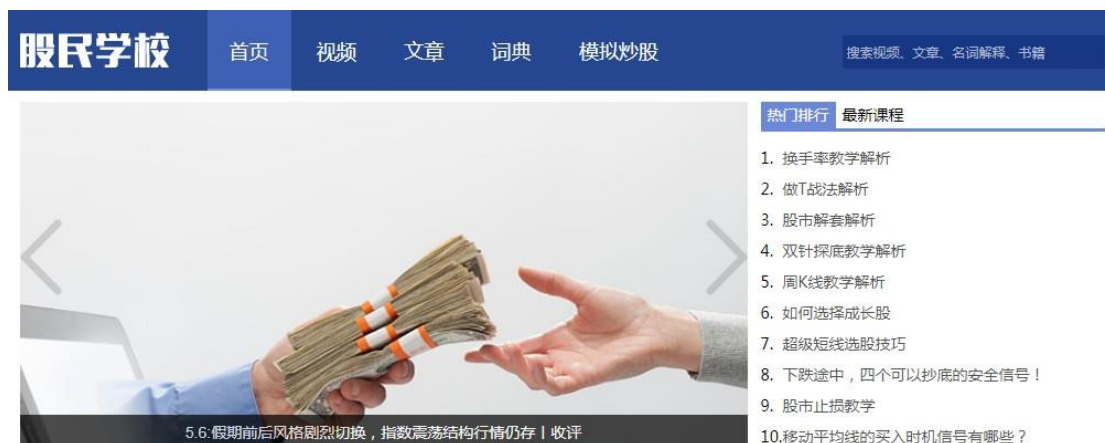 股民学校
首页 视频 文章 词典 模拟炒股
搜索视频、文章、名词解释、书籍
热门排行 最新课程
1. 换手率教学解析
2. 做T战法解析
3. 股市解套解析
4. 双针探底教学解析
5. 周K线教学解析
6. 如何选择成长股
7. 超级短线选股技巧
8. 下跌途中，四个可以抄底的安全信号！
9. 股市止损教学
10.移动平均线的买入时机信号有哪些？
5.6:假期前后风格剧烈切换，指数震荡结构行情仍存丨收评